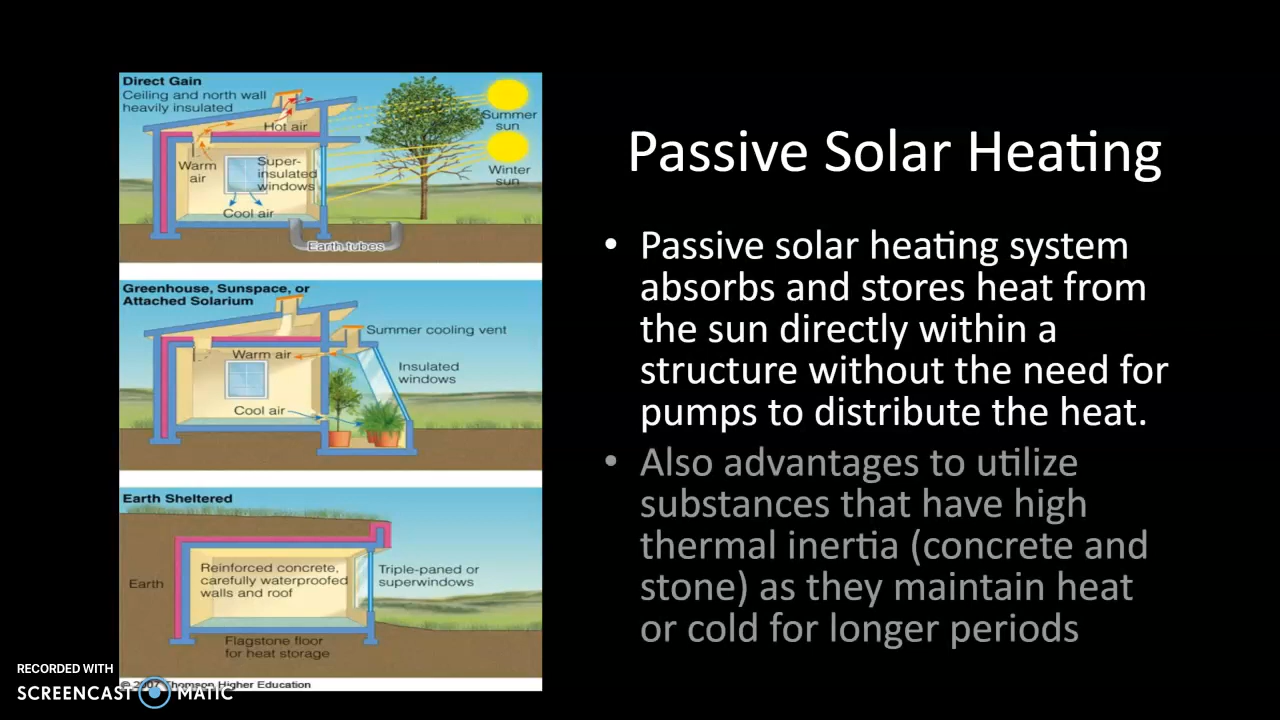 Direct Gain
Ceiling and north wall
heavily insulated
Hot air
Summer
sun
Warm
air
Super-
insulated
windows
Winter
sun
Cool air
Earth tubes
Greenhouse, Sunspace, or
Attached Solarium
Summer cooling vent
Warm air
Insulated
windows
Cool air
Earth Sheltered
Reinforced concrete,
carefully waterproofed
walls and roof
Triple-paned or
superwindows
Earth
Flagstone floor
for heat storage
© 2007 Thomson Higher Education
Passive Solar Heating
• Passive solar heating system
absorbs and stores heat from
the sun directly within a
structure without the need for
pumps to distribute the heat.
• Also advantages to utilize
substances that have high
thermal inertia (concrete and
stone) as they maintain heat
or cold for longer periods
RECORDED WITH
SCREENCAST MATIC